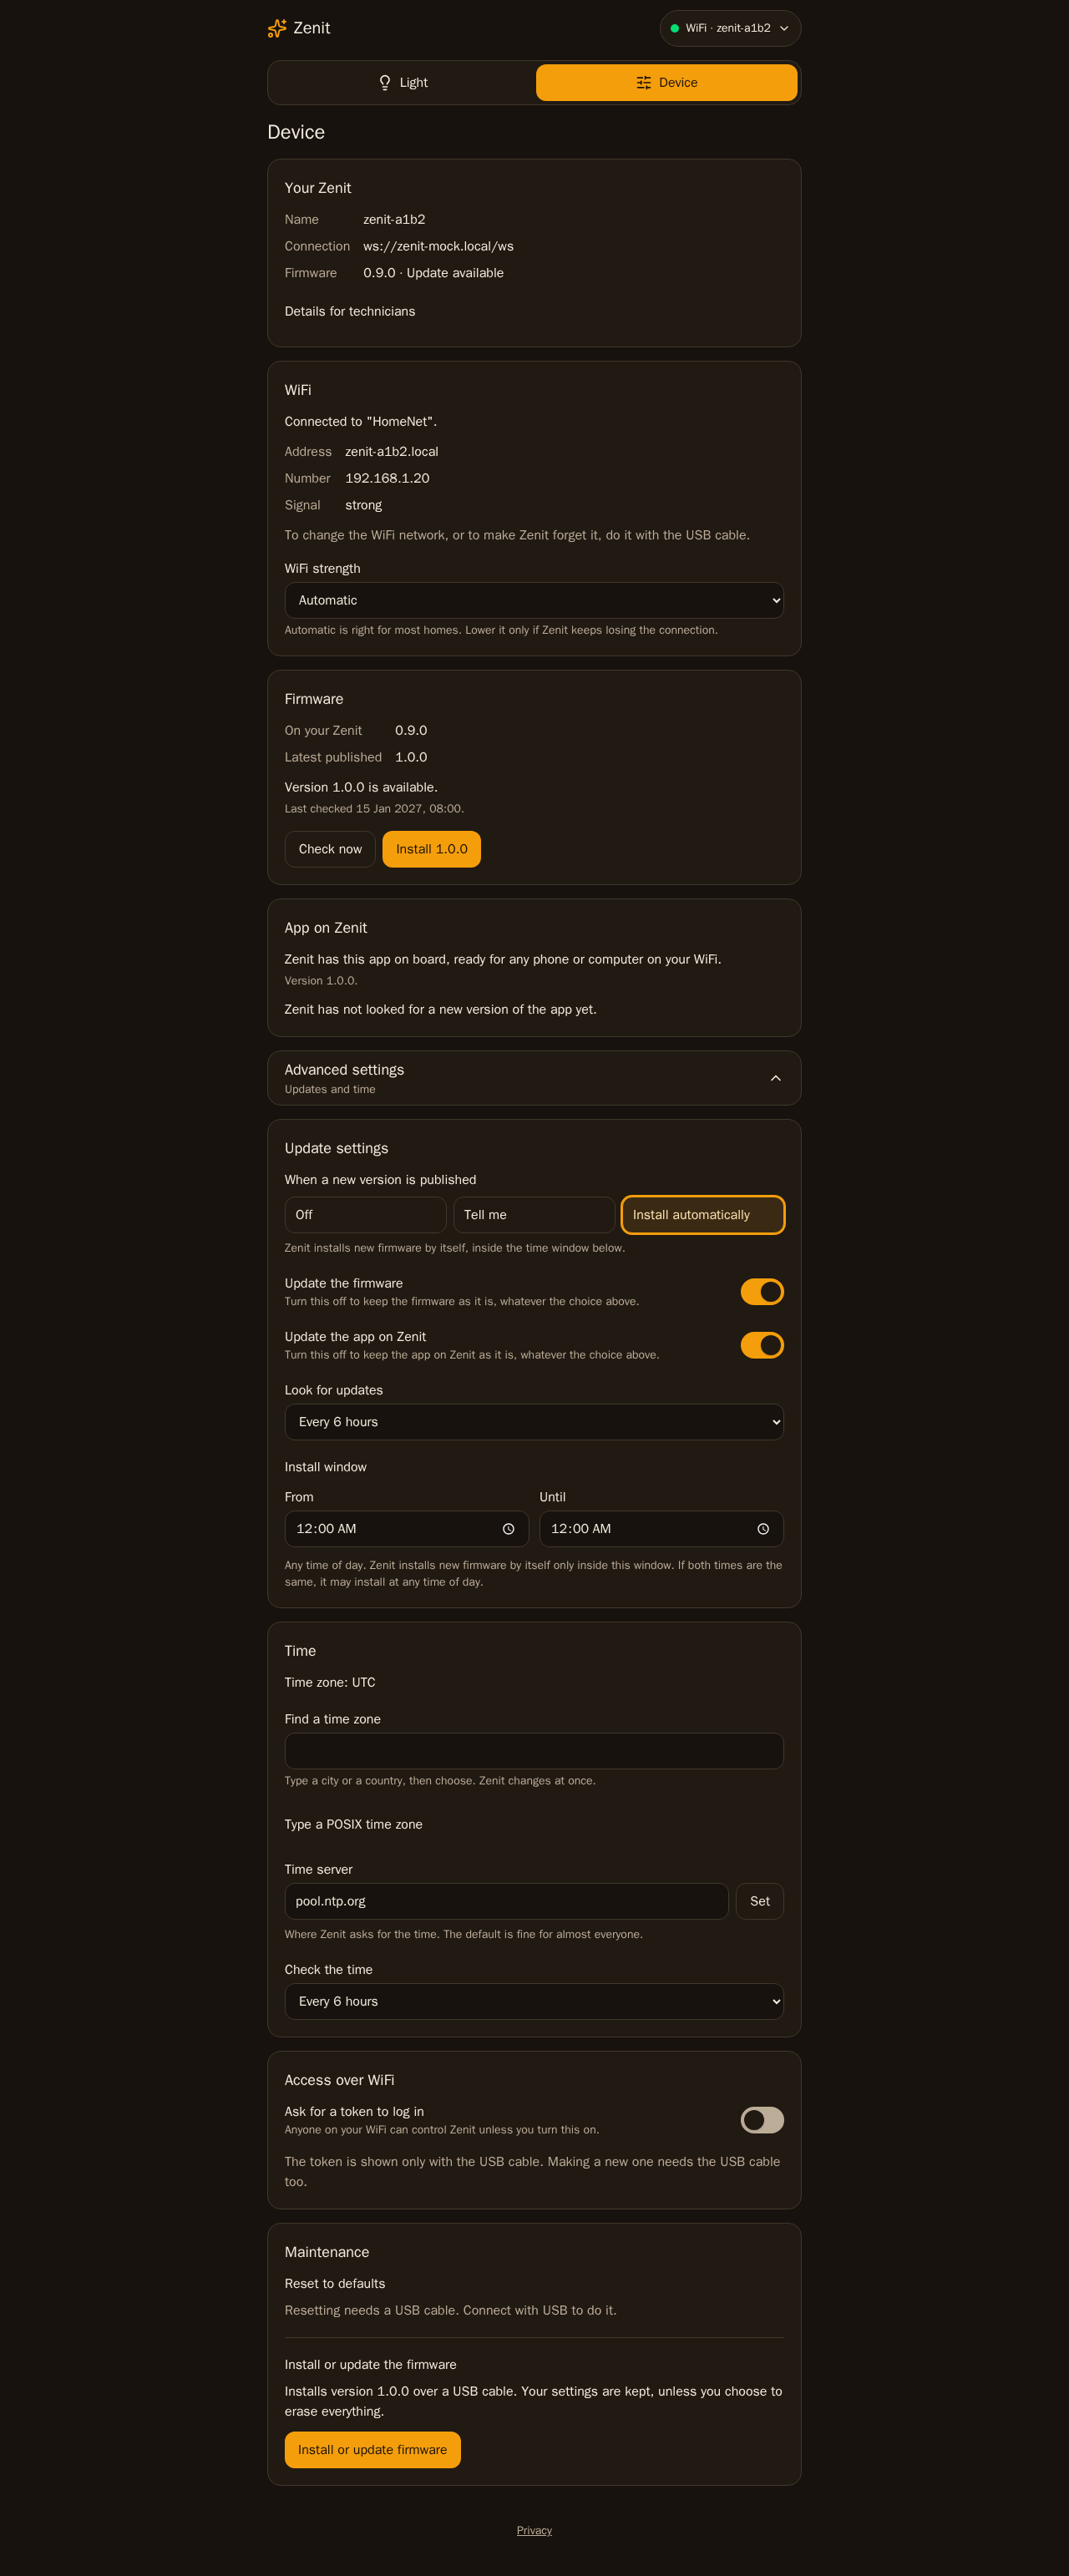 Zenit
WiFi · zenit-a1b2
Light
Device
Device
Your Zenit
Name zenit-a1b2
Connection ws://zenit-mock.local/ws
Firmware 0.9.0 · Update available
Details for technicians
WiFi
Connected to "HomeNet".
Address zenit-a1b2.local
Number 192.168.1.20
Signal strong
To change the WiFi network, or to make Zenit forget it, do it with the USB cable.
WiFi strength
Automatic
Automatic is right for most homes. Lower it only if Zenit keeps losing the connection.
Firmware
On your Zenit 0.9.0
Latest published 1.0.0
Version 1.0.0 is available.
Last checked 15 Jan 2027, 08:00.
Check now
Install 1.0.0
App on Zenit
Zenit has this app on board, ready for any phone or computer on your WiFi.
Version 1.0.0.
Zenit has not looked for a new version of the app yet.
Advanced settings
Updates and time
Update settings
When a new version is published
Off
Tell me
Install automatically
Zenit installs new firmware by itself, inside the time window below.
Update the firmware
Turn this off to keep the firmware as it is, whatever the choice above.
Update the app on Zenit
Turn this off to keep the app on Zenit as it is, whatever the choice above.
Look for updates
Every 6 hours
Install window
From
Until
12:00 AM
12:00 AM
Any time of day. Zenit installs new firmware by itself only inside this window. If both times are the
same, it may install at any time of day.
Time
Time zone: UTC
Find a time zone
Type a city or a country, then choose. Zenit changes at once.
Type a POSIX time zone
Time server
pool.ntp.org
Set
Where Zenit asks for the time. The default is fine for almost everyone.
Check the time
Every 6 hours
Access over WiFi
Ask for a token to log in
Anyone on your WiFi can control Zenit unless you turn this on.
The token is shown only with the USB cable. Making a new one needs the USB cable
too.
Maintenance
Reset to defaults
Resetting needs a USB cable. Connect with USB to do it.
Install or update the firmware
Installs version 1.0.0 over a USB cable. Your settings are kept, unless you choose to
erase everything.
Install or update firmware
Privacy